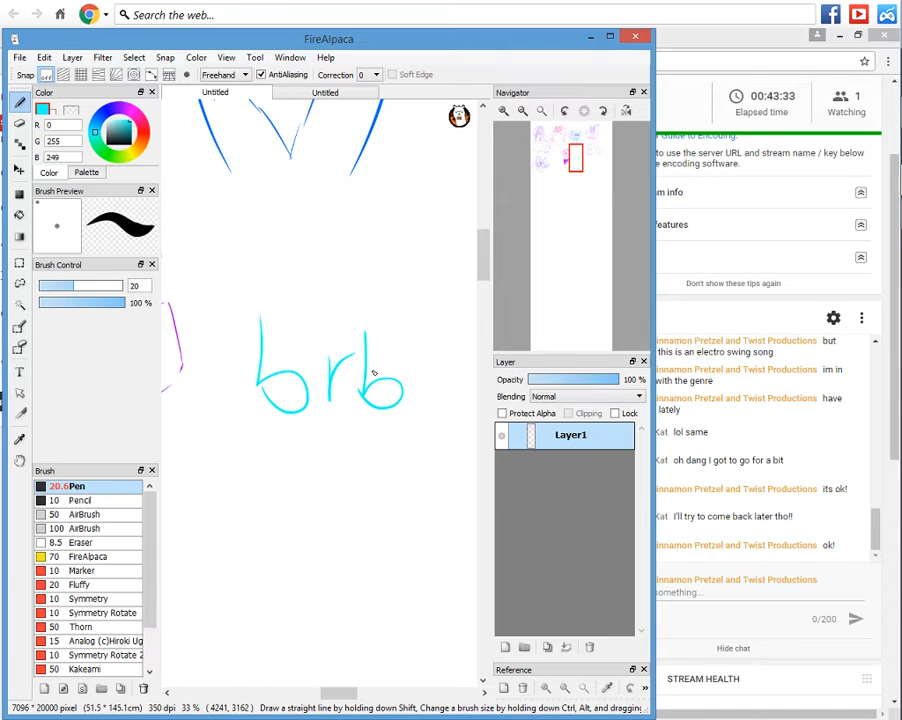 Search the web...
FireAlpaca
File Edit Layer Filter Select Snap Color View Tool Window Help
Snap off Freehand AntiAliasing Correction 0 Soft Edge
Color
R 0
G 255
B 249
Color Palette
Brush Preview
Brush Control
20
100 %
Brush
20.6 Pen
10 Pencil
50 AirBrush
100 AirBrush
8.5 Eraser
70 FireAlpaca
10 Marker
20 Fluffy
10 Symmetry
10 Symmetry Rotate
50 Thorn
15 Analog (c)Hiroki Ug
10 Symmetry Rotate 2
50 Kakeami
Untitled Untitled
brb
Navigator
Layer
Opacity 100 %
Blending Normal
Protect Alpha Clipping Lock
Layer1
Reference
7096 * 20000 pixel (51.5 * 145.1cm) 350 dpi 33 % ( 4241, 3162 ) Draw a straight line by holding down Shift, Change a brush size by holding down Ctrl, Alt, and dragging
00:43:33
Elapsed time
1
Watching
Guide to Encoding.
to use the server URL and stream name / key below
encoding software.
am info
features
Don't show these tips again
innamon Pretzel and Twist Productions but
this is an electro swing song
innamon Pretzel and Twist Productions im in
with the genre
innamon Pretzel and Twist Productions have
lately
Kat lol same
Kat oh dang I got to go for a bit
innamon Pretzel and Twist Productions its ok!
Kat I'll try to come back later tho!!
innamon Pretzel and Twist Productions ok!
innamon Pretzel and Twist Productions
something...
0/200
Hide chat
STREAM HEALTH